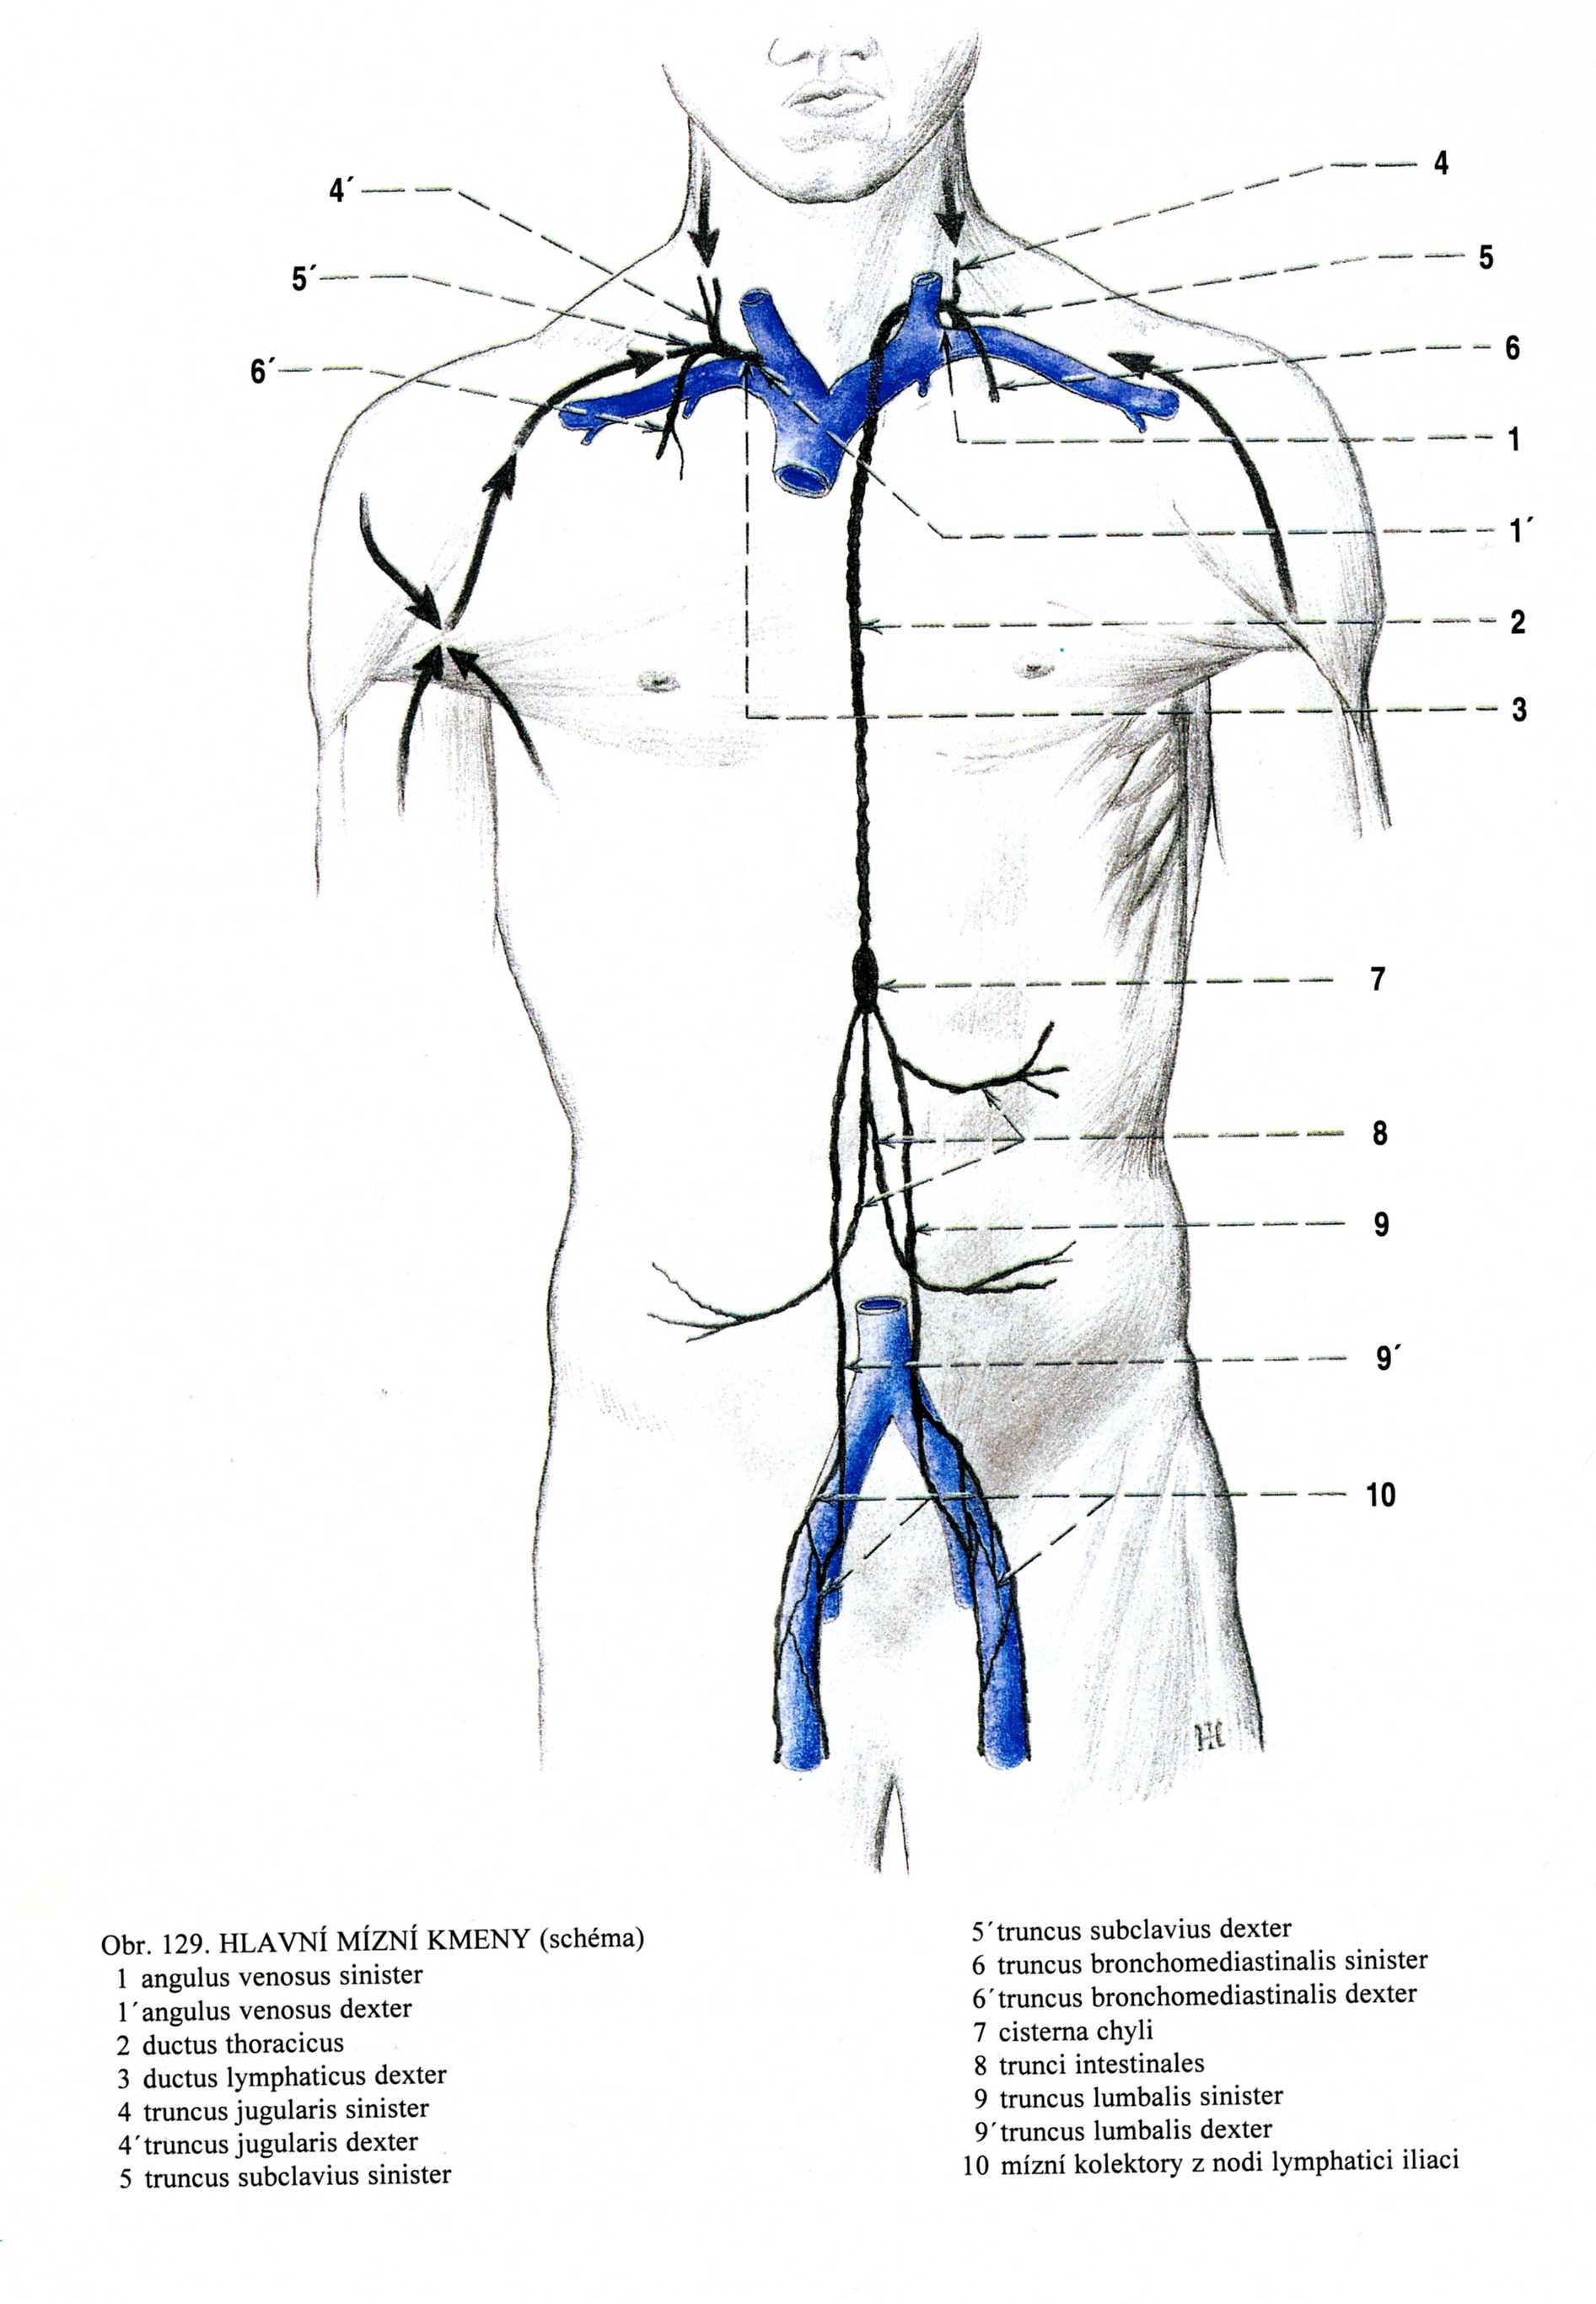 4´
4
5´
5
6´
6
1
1´
2
3
7
8
9
9´
10
Obr. 129. HLAVNÍ MÍZNÍ KMENY (schéma)
1 angulus venosus sinister
1´angulus venosus dexter
2 ductus thoracicus
3 ductus lymphaticus dexter
4 truncus jugularis sinister
4´truncus jugularis dexter
5 truncus subclavius sinister
5´truncus subclavius dexter
6 truncus bronchomediastinalis sinister
6´truncus bronchomediastinalis dexter
7 cisterna chyli
8 trunci intestinales
9 truncus lumbalis sinister
9´truncus lumbalis dexter
10 mízní kolektory z nodi lymphatici iliaci